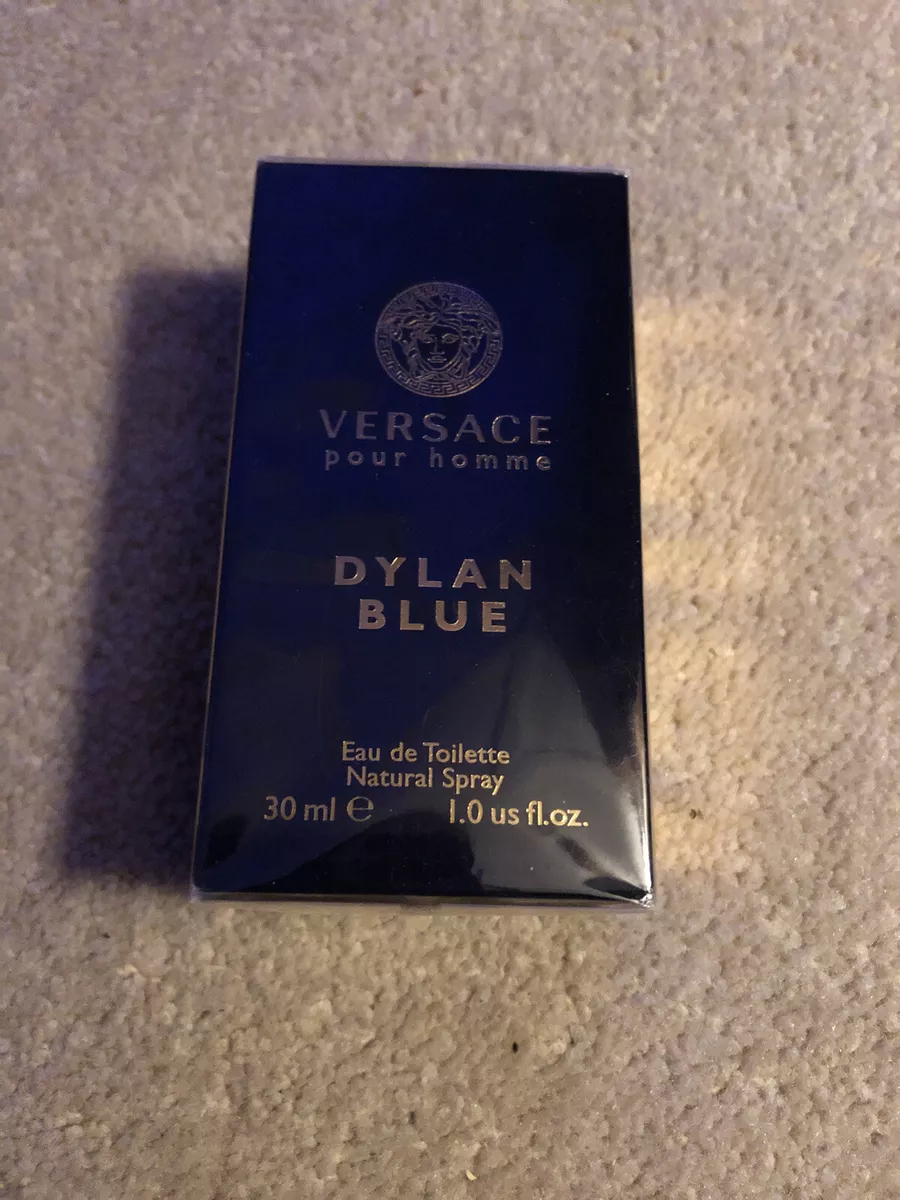 VERSACE
pour homme
DYLAN
BLUE
Eau de Toilette
Natural Spray
30 ml ℮ 1.0 us fl.oz.